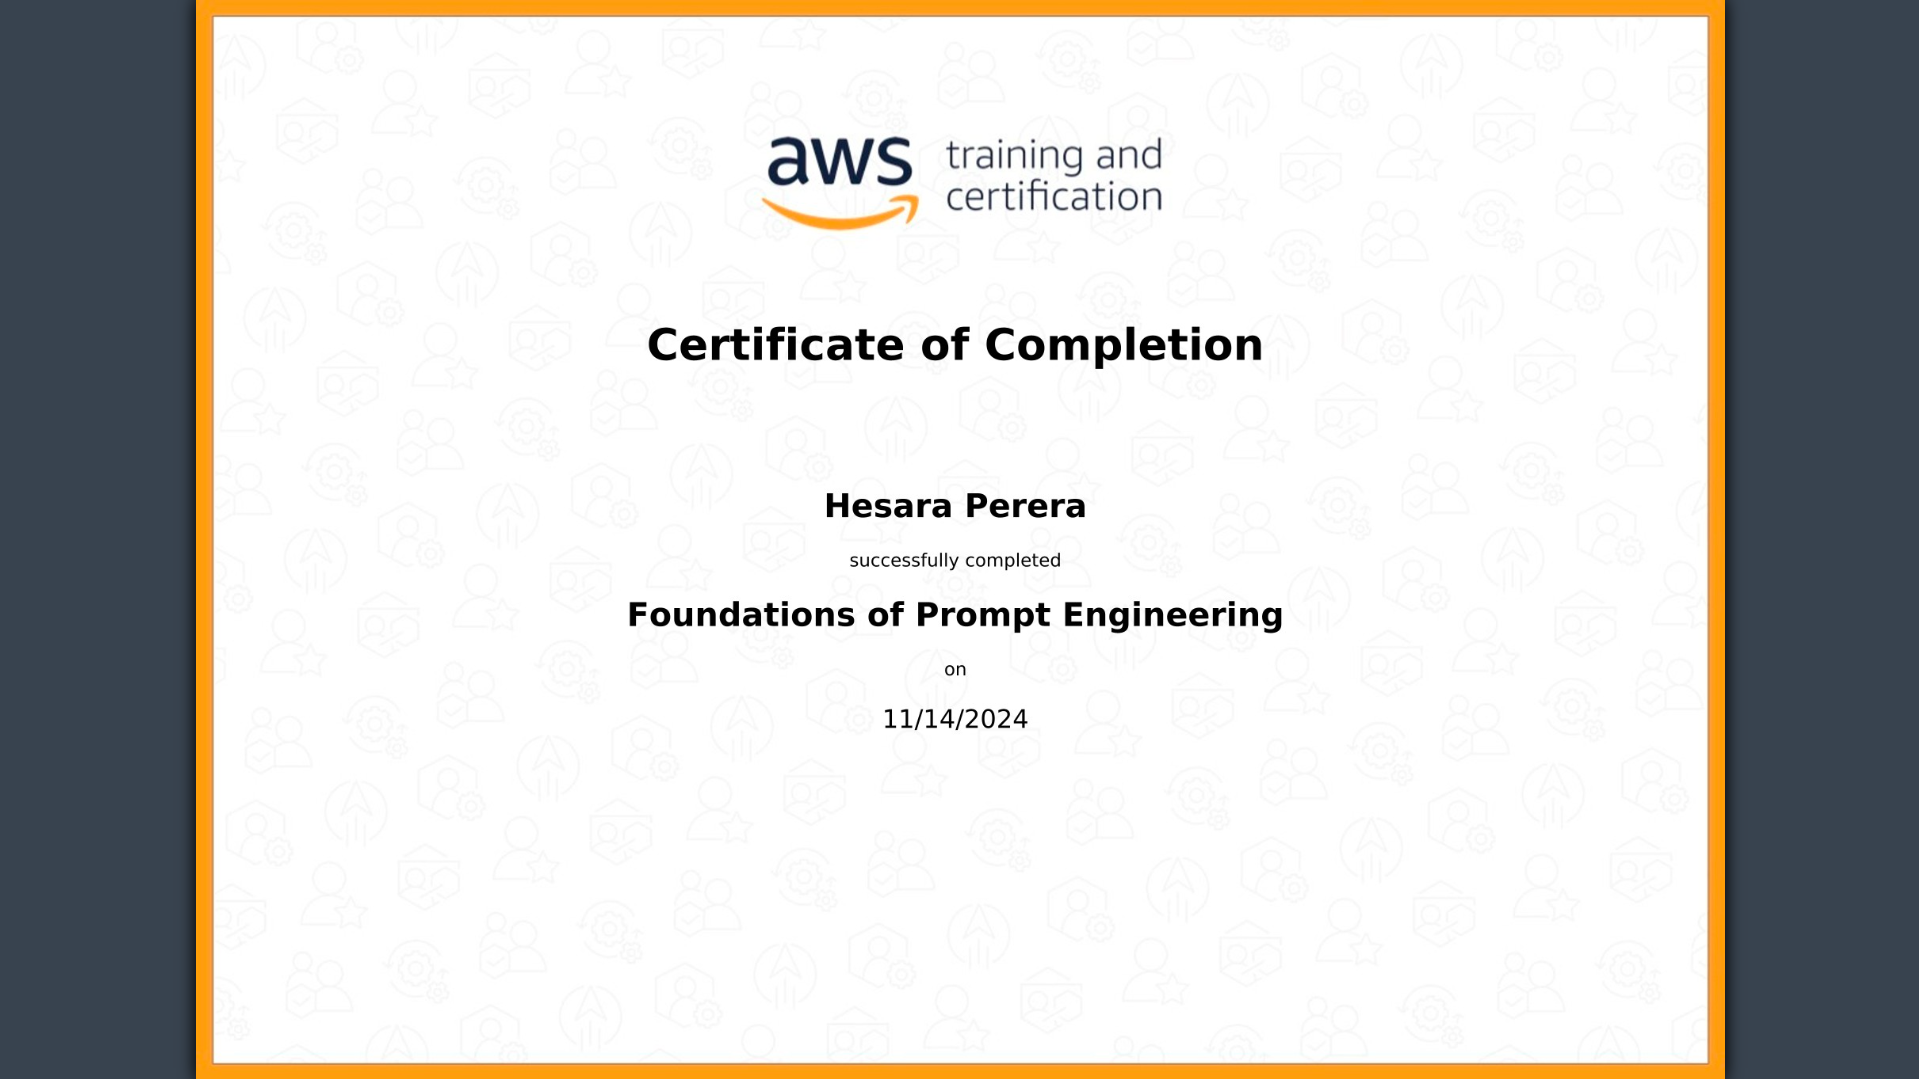 aws training and
certification
Certificate of Completion
Hesara Perera
successfully completed
Foundations of Prompt Engineering
on
11/14/2024